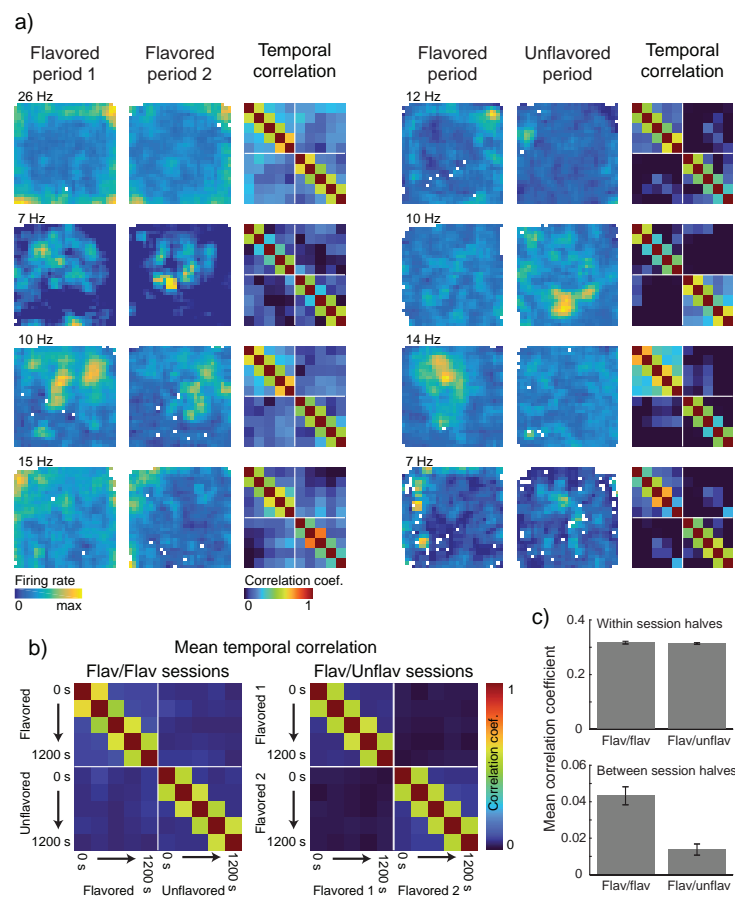 a)
Flavored period 1
Flavored period 2
Temporal correlation
Flavored period
Unflavored period
Temporal correlation
26 Hz
12 Hz
7 Hz
10 Hz
10 Hz
14 Hz
15 Hz
7 Hz
Firing rate
0 max
Correlation coef.
0 1
b)
Mean temporal correlation
Flav/Flav sessions
Flav/Unflav sessions
0 s
Flavored
1200 s
0 s
Unflavored
1200 s
0 s
1200 s
0 s
1200 s
Flavored
Unflavored
0 s
Flavored 1
1200 s
0 s
Flavored 2
1200 s
0 s
1200 s
0 s
1200 s
Flavored 1
Flavored 2
1
Correlation coef.
0
c)
Mean correlation coefficient
0.4
Within session halves
0.2
0
Flav/flav
Flav/unflav
Between session halves
0.06
0.04
0.02
0
Flav/flav
Flav/unflav